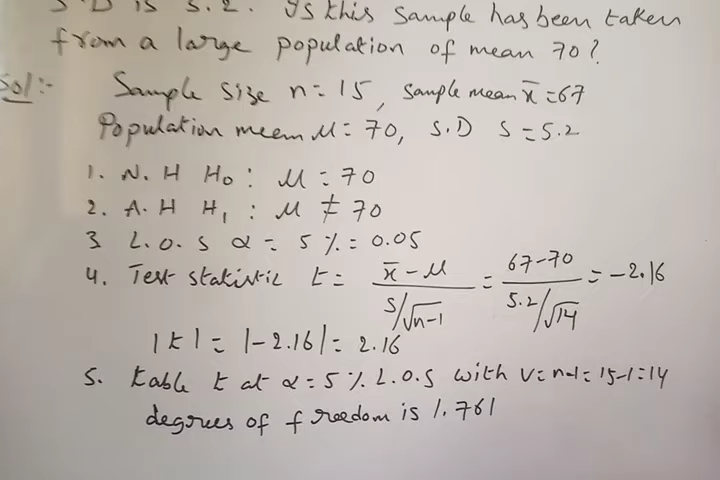 S.D is 5.2. Is this sample has been taken
from a large population of mean 70?
Sol:- Sample size n = 15, sample mean x̄ = 67
Population meem μ = 70, S.D S = 5.2
1. N.H H₀ : μ = 70
2. A.H H₁ : μ ≠ 70
3 L.O.S α = 5 % = 0.05
4. Test statistic t = (x̄ - μ)/(S/√n-1) = (67-70)/(5.2/√14) = -2.16
|t| = |-2.16| = 2.16
5. table t at α = 5 % L.O.S with v = n-1 = 15-1 = 14
degrees of freedom is 1.761